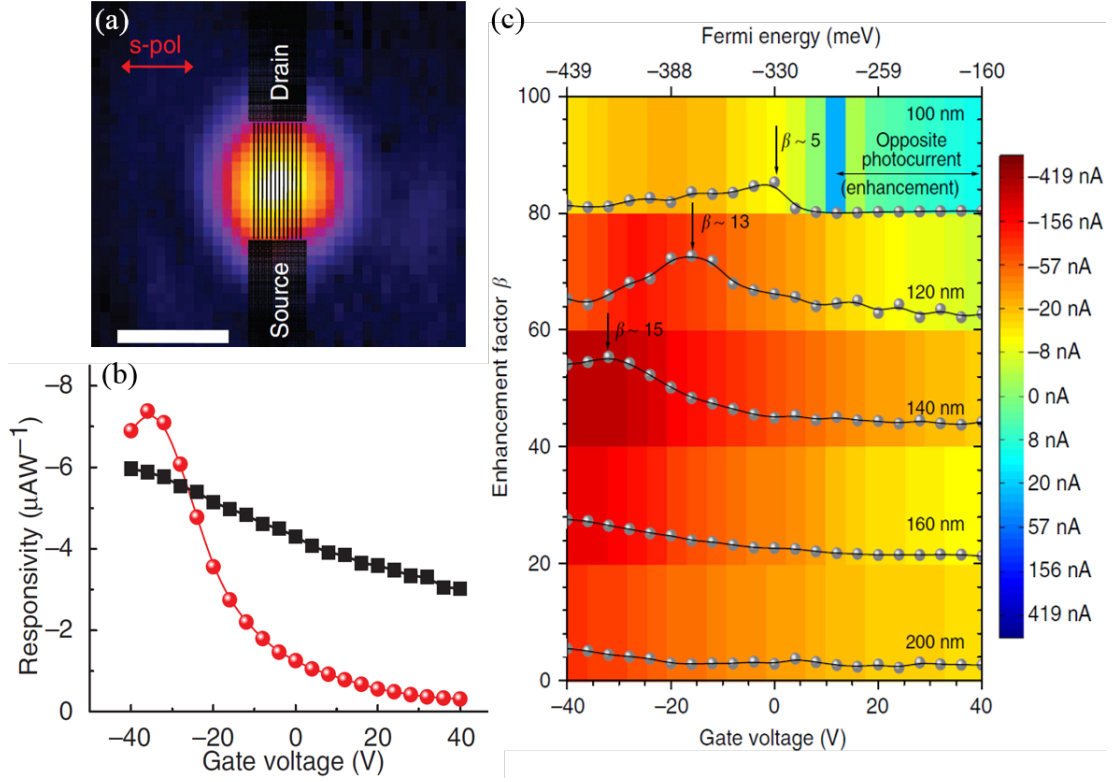 (a)
s-pol
Drain
Source
(b)
−8
−6
−4
−2
0
Responsivity (μAW−1)
−40 −20 0 20 40
Gate voltage (V)
(c)
Fermi energy (meV)
−439 −388 −330 −259 −160
100
80
60
40
20
0
Enhancement factor β
100 nm
β ~ 5
Opposite
photocurrent
(enhancement)
β ~ 13
120 nm
β ~ 15
140 nm
160 nm
200 nm
−40 −20 0 20 40
Gate voltage (V)
−419 nA
−156 nA
−57 nA
−20 nA
−8 nA
0 nA
8 nA
20 nA
57 nA
156 nA
419 nA